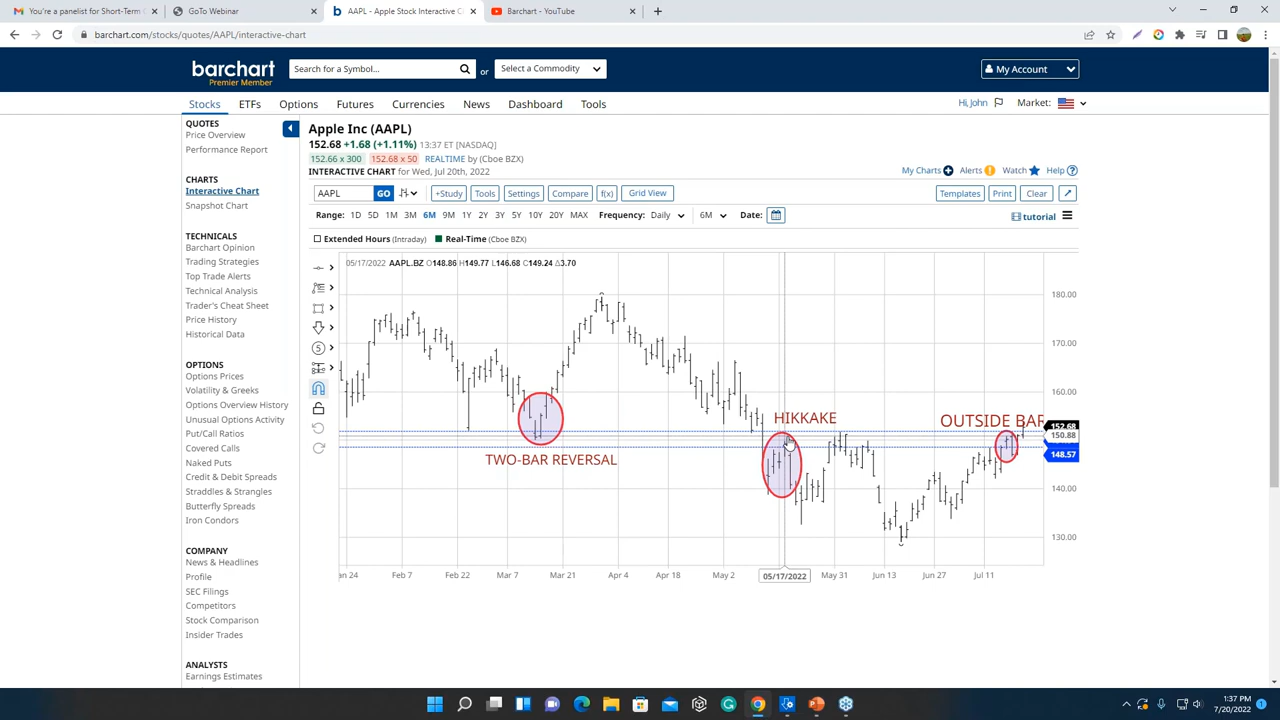 You're a panelist for Short-Term
GoTo Webinar
AAPL - Apple Stock Interactive C
Barchart - YouTube
barchart.com/stocks/quotes/AAPL/interactive-chart
barchart
Premier Member
Search for a Symbol...
or
Select a Commodity
My Account
Stocks ETFs Options Futures Currencies News Dashboard Tools
Hi, John Market:
QUOTES
Price Overview
Performance Report
CHARTS
Interactive Chart
Snapshot Chart
TECHNICALS
Barchart Opinion
Trading Strategies
Top Trade Alerts
Technical Analysis
Trader's Cheat Sheet
Price History
Historical Data
OPTIONS
Options Prices
Volatility & Greeks
Options Overview History
Unusual Options Activity
Put/Call Ratios
Covered Calls
Naked Puts
Credit & Debit Spreads
Straddles & Strangles
Butterfly Spreads
Iron Condors
COMPANY
News & Headlines
Profile
SEC Filings
Competitors
Stock Comparison
Insider Trades
ANALYSTS
Earnings Estimates
Apple Inc (AAPL)
152.68 +1.68 (+1.11%) 13:37 ET [NASDAQ]
152.66 x 300 152.68 x 50 REALTIME by (Cboe BZX)
INTERACTIVE CHART for Wed, Jul 20th, 2022
My Charts Alerts Watch Help
AAPL GO +Study Tools Settings Compare f(x) Grid View
Templates Print Clear
Range: 1D 5D 1M 3M 6M 9M 1Y 2Y 3Y 5Y 10Y 20Y MAX Frequency: Daily 6M Date:
tutorial
Extended Hours (Intraday) Real-Time (Cboe BZX)
05/17/2022 AAPL.BZ O148.86 H149.77 L146.68 C149.24 Δ3.70
180.00
170.00
160.00
HIKKAKE
OUTSIDE BAR
152.68
150.88
148.57
TWO-BAR REVERSAL
140.00
130.00
an 24 Feb 7 Feb 22 Mar 7 Mar 21 Apr 4 Apr 18 May 2 05/17/2022 May 31 Jun 13 Jun 27 Jul 11
1:37 PM
7/20/2022